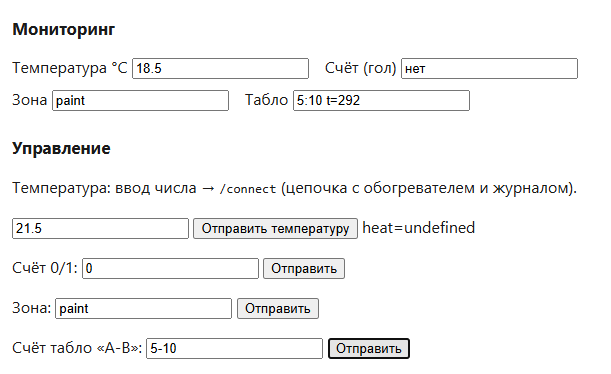 Мониторинг
Температура °C 18.5 Счёт (гол) нет
Зона paint Табло 5:10 t=292
Управление
Температура: ввод числа → /connect (цепочка с обогревателем и журналом).
21.5 Отправить температуру heat=undefined
Счёт 0/1: 0 Отправить
Зона: paint Отправить
Счёт табло «A-B»: 5-10 Отправить